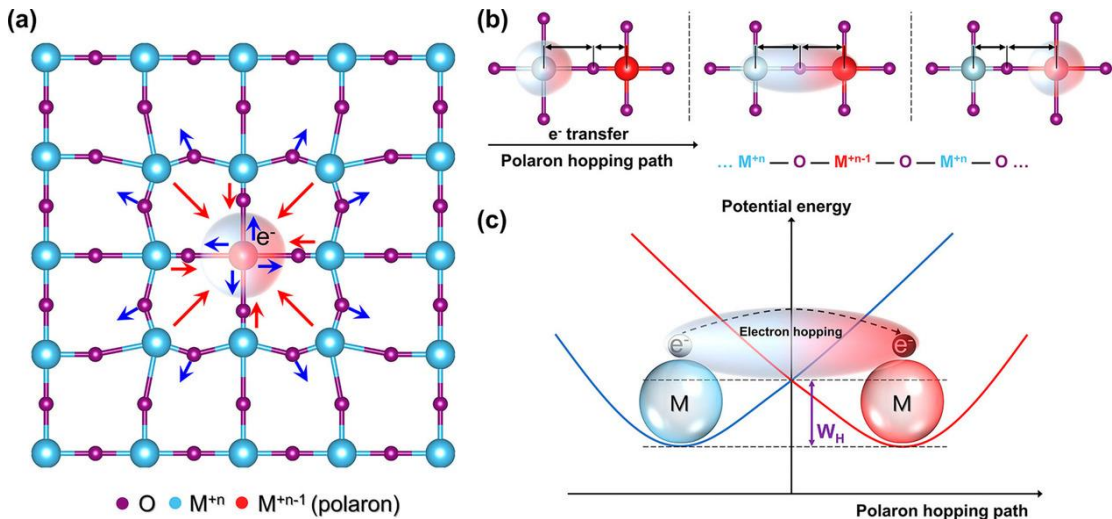 (a)
e⁻
O M⁺ⁿ M⁺ⁿ⁻¹ (polaron)
(b)
e⁻ transfer
Polaron hopping path
... M⁺ⁿ — O — M⁺ⁿ⁻¹ — O — M⁺ⁿ — O ...
(c)
Potential energy
Electron hopping
e⁻ e⁻
M M
W_H
Polaron hopping path